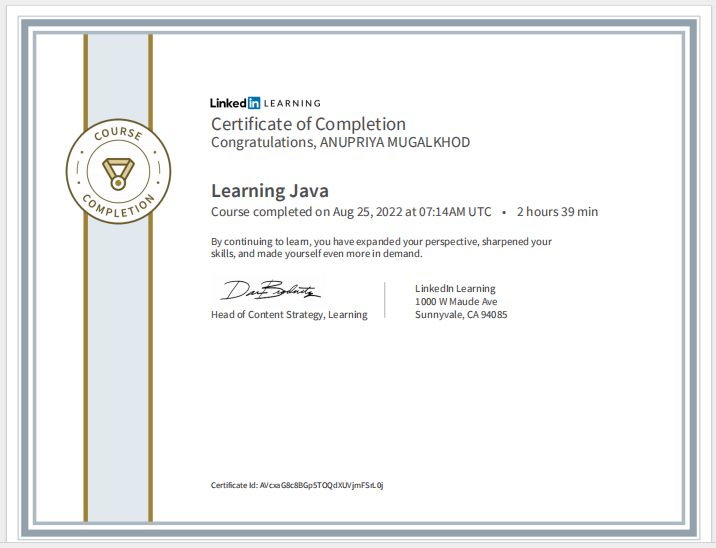 COURSE
COMPLETION
Linked in LEARNING
Certificate of Completion
Congratulations, ANUPRIYA MUGALKHOD
Learning Java
Course completed on Aug 25, 2022 at 07:14AM UTC • 2 hours 39 min
By continuing to learn, you have expanded your perspective, sharpened your
skills, and made yourself even more in demand.
Head of Content Strategy, Learning
LinkedIn Learning
1000 W Maude Ave
Sunnyvale, CA 94085
Certificate Id: